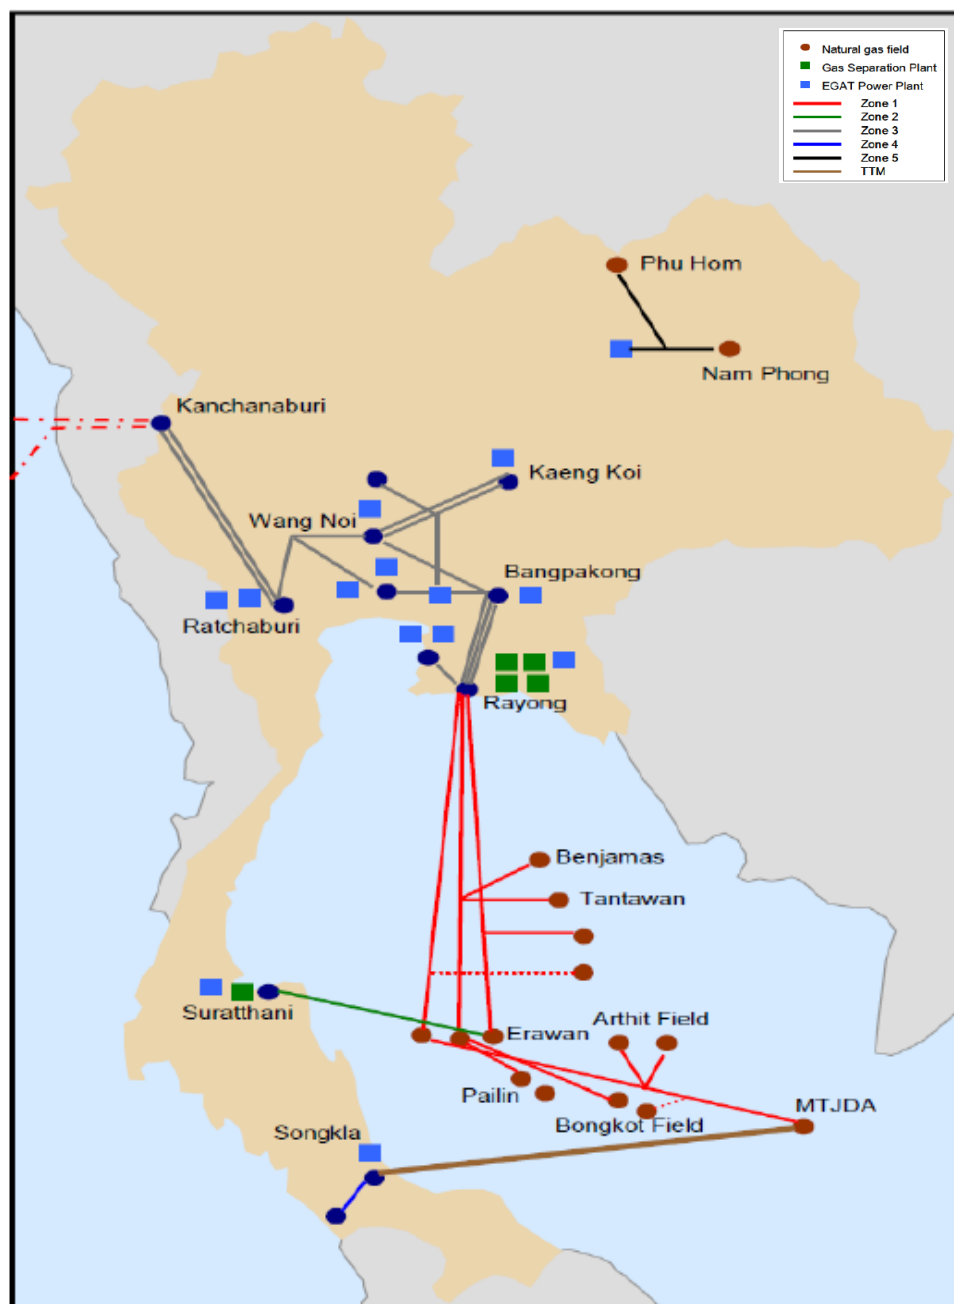 Natural gas field
Gas Separation Plant
EGAT Power Plant
Zone 1
Zone 2
Zone 3
Zone 4
Zone 5
TTM
Phu Hom
Nam Phong
Kanchanaburi
Kaeng Koi
Wang Noi
Bangpakong
Ratchaburi
Rayong
Benjamas
Tantawan
Suratthani
Erawan
Arthit Field
Pailin
Bongkot Field
MTJDA
Songkla